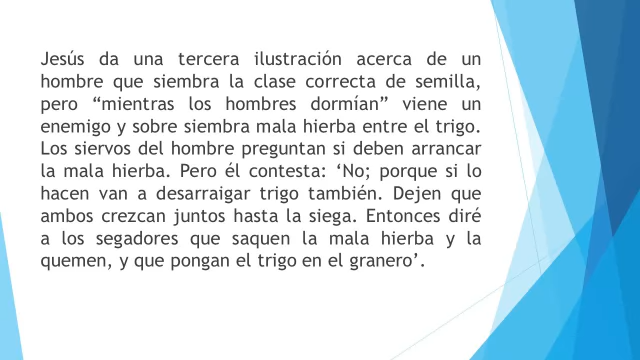 Jesús da una tercera ilustración acerca de un
hombre que siembra la clase correcta de semilla,
pero “mientras los hombres dormían” viene un
enemigo y sobre siembra mala hierba entre el trigo.
Los siervos del hombre preguntan si deben arrancar
la mala hierba. Pero él contesta: ‘No; porque si lo
hacen van a desarraigar trigo también. Dejen que
ambos crezcan juntos hasta la siega. Entonces diré
a los segadores que saquen la mala hierba y la
quemen, y que pongan el trigo en el granero’.